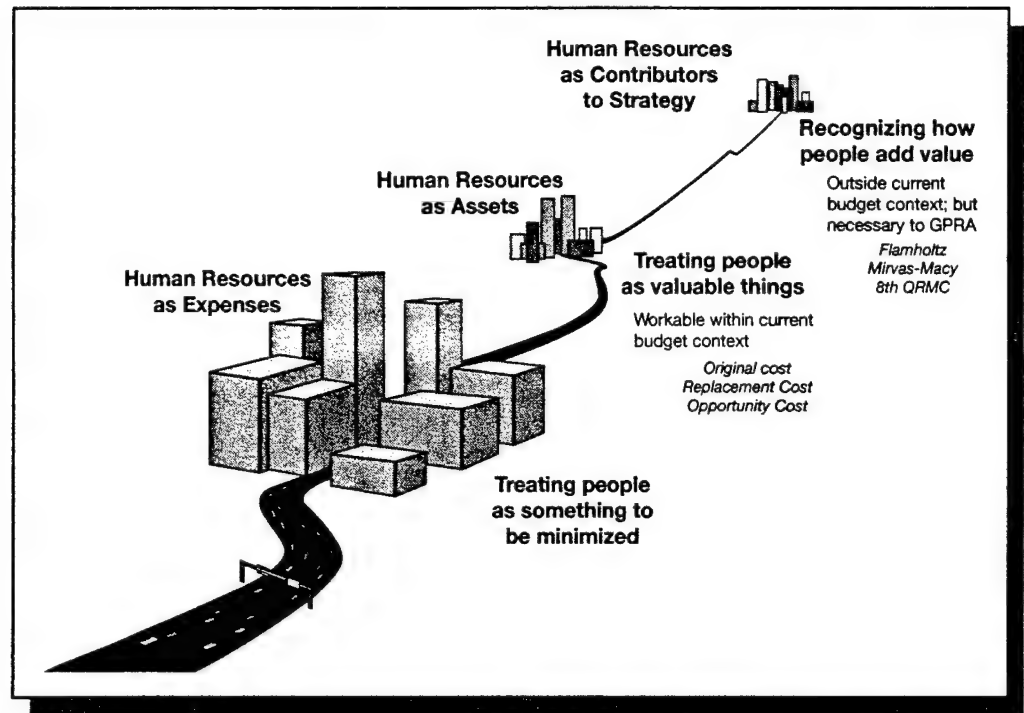 Human Resources
as Contributors
to Strategy
Recognizing how
people add value
Outside current
budget context; but
necessary to GPRA
Flamholtz
Mirvas-Macy
8th QRMC
Human Resources
as Assets
Treating people
as valuable things
Workable within current
budget context
Original cost
Replacement Cost
Opportunity Cost
Human Resources
as Expenses
Treating people
as something to
be minimized